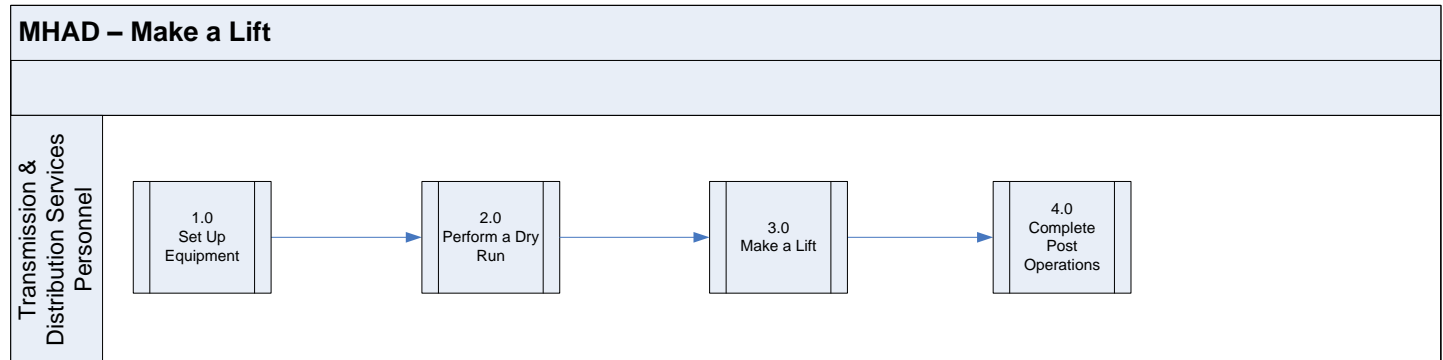 MHAD – Make a Lift
Transmission &
Distribution Services
Personnel
1.0
Set Up
Equipment
2.0
Perform a Dry
Run
3.0
Make a Lift
4.0
Complete
Post
Operations